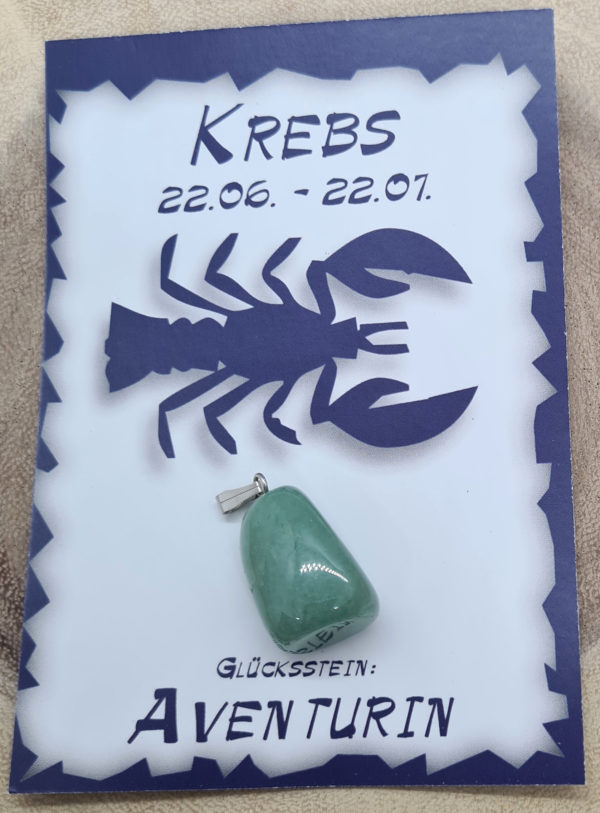 KREBS
22.06. - 22.07.
GLÜCKSSTEIN:
AVENTURIN